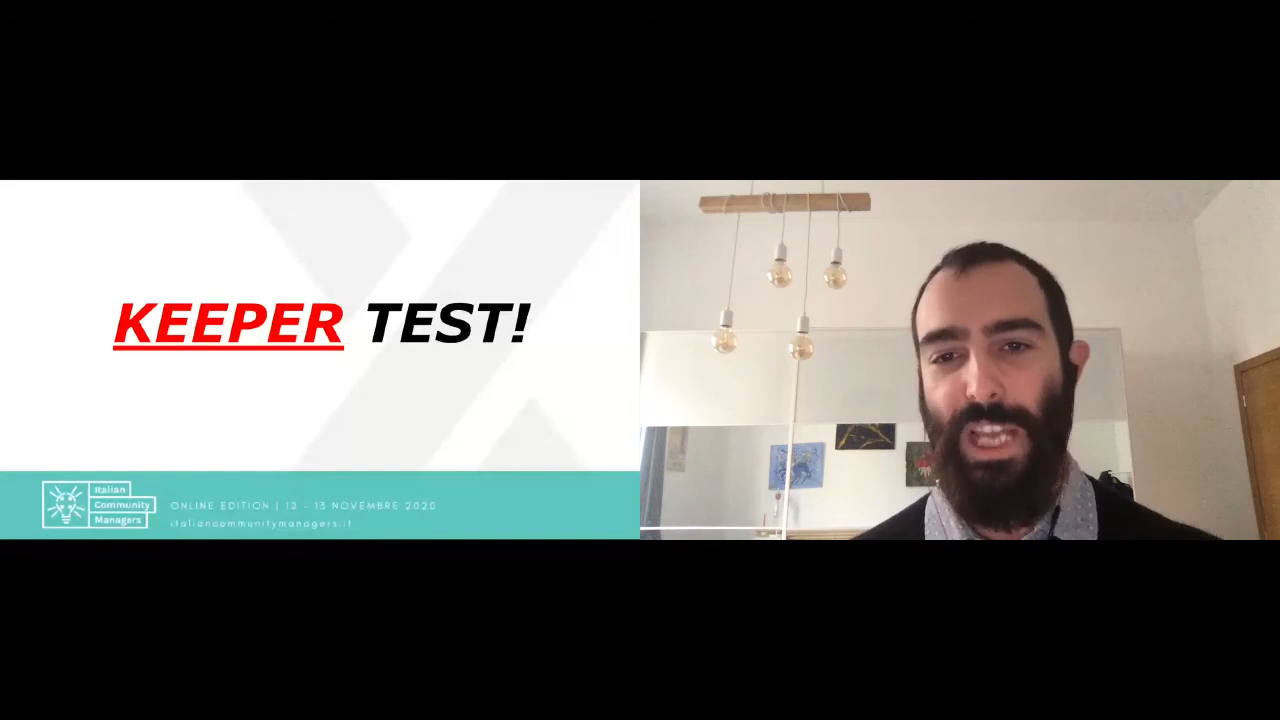 KEEPER TEST!
Italian
Community
Managers
ONLINE EDITION | 12 - 13 NOVEMBRE 2020
italiancommunitymanagers.it